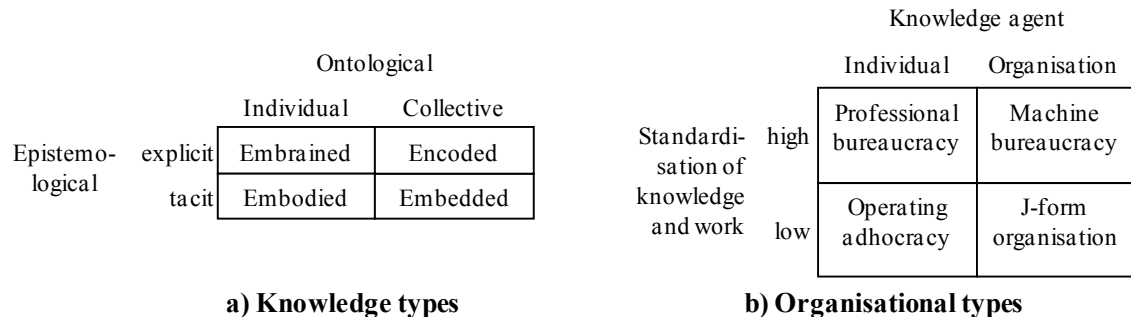 Ontological
Individual Collective
Epistemo-
logical
explicit Embrained Encoded
tacit Embodied Embedded
a) Knowledge types
Knowledge agent
Individual Organisation
Standardi-
sation of
knowledge
and work
high
Professional
bureaucracy
Machine
bureaucracy
low
Operating
adhocracy
J-form
organisation
b) Organisational types